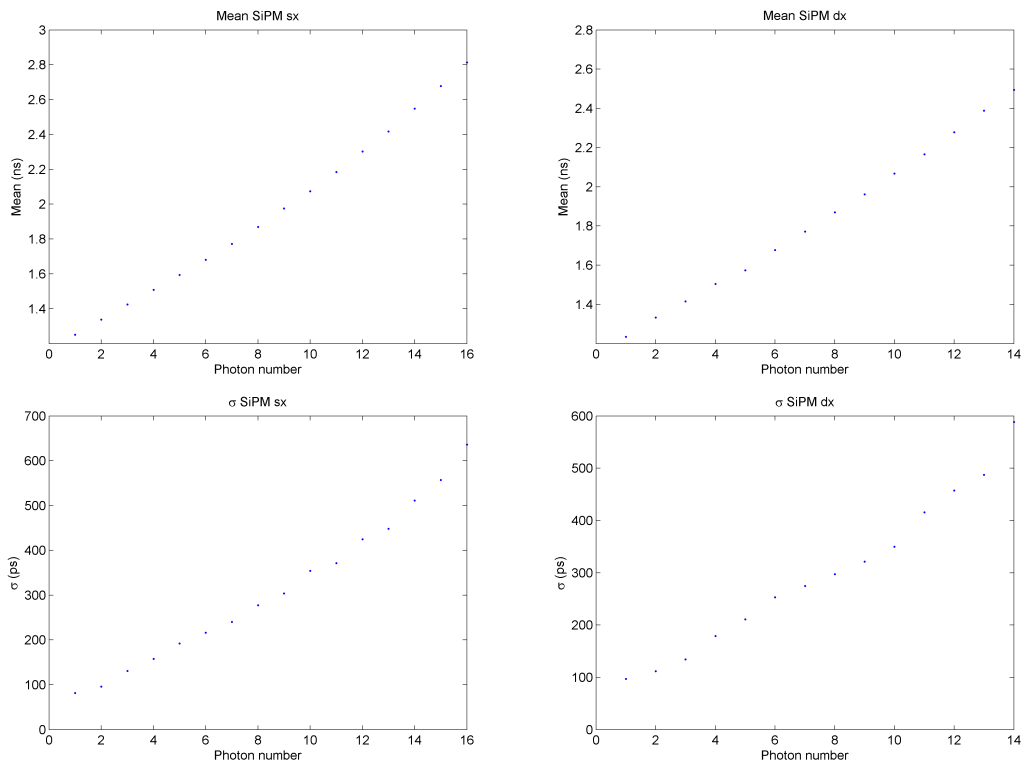 Mean SiPM sx
Mean (ns)
3
2.8
2.6
2.4
2.2
2
1.8
1.6
1.4
0 2 4 6 8 10 12 14 16
Photon number
Mean SiPM dx
Mean (ns)
2.8
2.6
2.4
2.2
2
1.8
1.6
1.4
0 2 4 6 8 10 12 14
Photon number
σ SiPM sx
σ (ps)
700
600
500
400
300
200
100
0
0 2 4 6 8 10 12 14 16
Photon number
σ SiPM dx
σ (ps)
600
500
400
300
200
100
0
0 2 4 6 8 10 12 14
Photon number